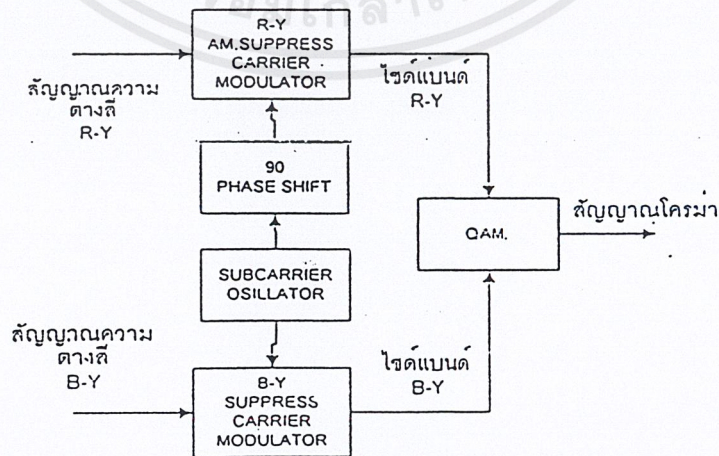 R-Y
AM.SUPPRESS
CARRIER
MODULATOR
สัญญาณความ
ต่างสี
R-Y
ไซด์แบนด์
R-Y
90
PHASE SHIFT
QAM.
สัญญาณโครม่า
SUBCARRIER
OSILLATOR
สัญญาณความ
ต่างสี
B-Y
ไซด์แบนด์
B-Y
B-Y
SUPPRESS
CARRIER
MODULATOR